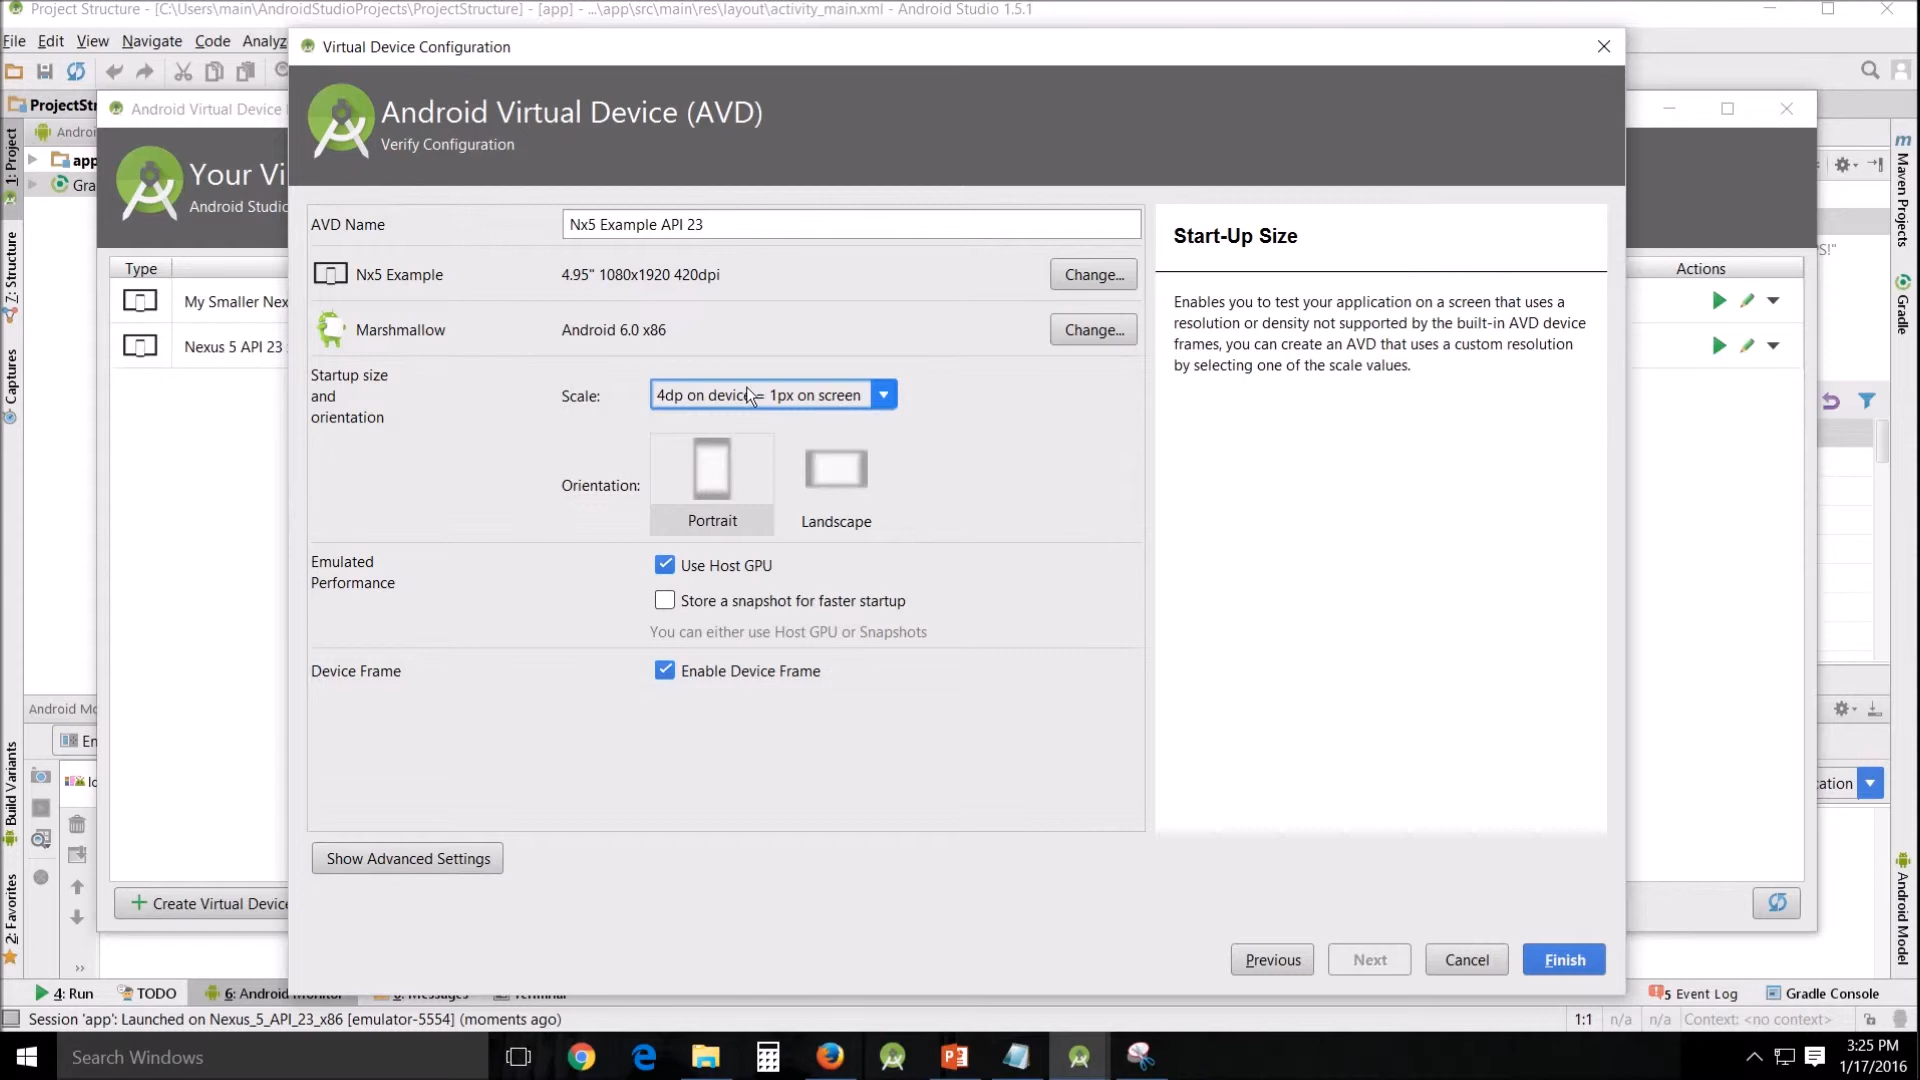 Project Structure - [C:\Users\main\AndroidStudioProjects\ProjectStructure] - [app] - ...\app\src\main\res\layout\activity_main.xml - Android Studio 1.5.1
File Edit View Navigate Code Analyz
Virtual Device Configuration
ProjectStr
Android Virtual Device
Android Virtual Device (AVD)
Verify Configuration
1: Project
Androi
app
Gra
Your Vi
Android Studio
Maven Projects
7: Structure
AVD Name
Nx5 Example API 23
Start-Up Size
S!"
Type
Nx5 Example
4.95" 1080x1920 420dpi
Change...
Actions
Gradle
My Smaller Nex
Enables you to test your application on a screen that uses a
resolution or density not supported by the built-in AVD device
frames, you can create an AVD that uses a custom resolution
by selecting one of the scale values.
Marshmallow
Android 6.0 x86
Change...
Nexus 5 API 23
Captures
Startup size
and
orientation
Scale:
4dp on device = 1px on screen
Orientation:
Portrait
Landscape
Emulated
Performance
Use Host GPU
Store a snapshot for faster startup
You can either use Host GPU or Snapshots
Device Frame
Enable Device Frame
Android Mo
En
Build Variants
lo
ation
Show Advanced Settings
2: Favorites
Create Virtual Device
Android Model
Previous
Next
Cancel
Finish
4: Run
TODO
6: Android Monitor
Terminal
5 Event Log
Gradle Console
Session 'app': Launched on Nexus_5_API_23_x86 [emulator-5554] (moments ago)
1:1
n/a
n/a
Context: <no context>
Search Windows
3:25 PM
1/17/2016